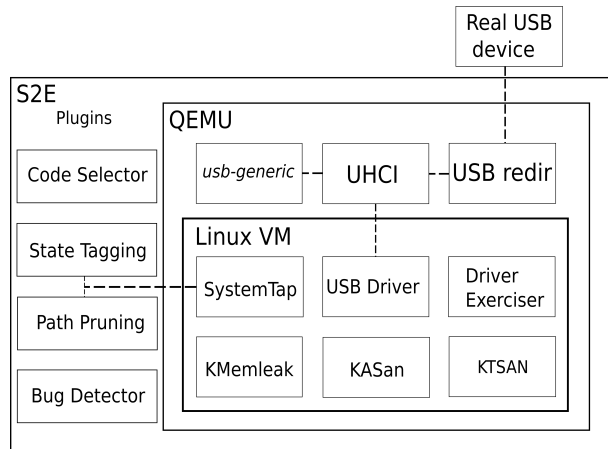 Real USB
device
S2E
Plugins
QEMU
Code Selector
usb-generic
UHCI
USB redir
Linux VM
State Tagging
SystemTap
USB Driver
Driver
Exerciser
Path Pruning
KMemleak
KASan
KTSAN
Bug Detector